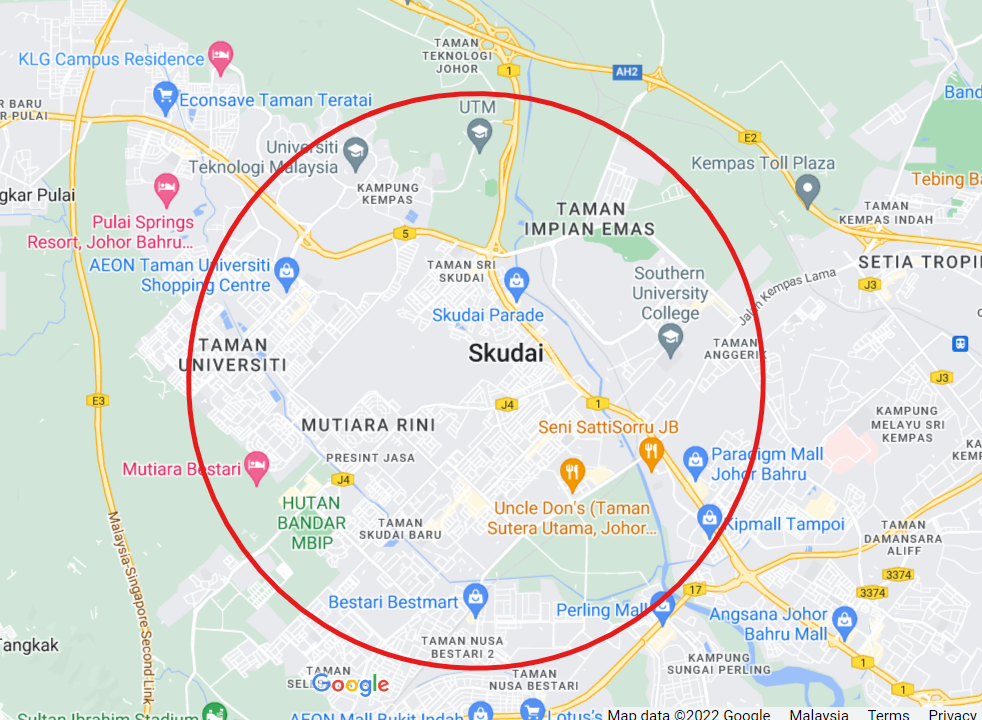 TAMAN
TEKNOLOGI
JOHOR
KLG Campus Residence
1
AH2
Econsave Taman Teratai
UTM
Band
R BARU
R PULAI
E2
Universiti
Teknologi Malaysia
Kempas Toll Plaza
Tebing Ba
gkar Pulai
KAMPUNG
KEMPAS
TAMAN
KEMPAS INDAH
Pulai Springs
Resort, Johor Bahru...
TAMAN
IMPIAN EMAS
5
AEON Taman Universiti
Shopping Centre
TAMAN SRI
SKUDAI
SETIA TROPI
Southern
University
College
Jalan Kempas Lama
J3
Skudai Parade
TAMAN
UNIVERSITI
Skudai
TAMAN
ANGGERIK
J3
E3
J4
1
MUTIARA RINI
Seni SattiSorru JB
KAMPUNG
MELAYU SRI
KEMPAS
PRESINT JASA
Mutiara Bestari
Paradigm Mall
Johor Bahru
KA
KEMP
J4
HUTAN
BANDAR
MBIP
Uncle Don's (Taman
Sutera Utama, Johor...
TAMAN
SKUDAI BARU
Kipmall Tampoi
TAMAN
DAMANSARA
ALIFF
Malaysia-Singapore Second Link
3374
3374
17
Bestari Bestmart
Perling Mall
Angsana Johor
Bahru Mall
Tangkak
TAMAN NUSA
BESTARI 2
KAMPUNG
SUNGAI PERLING
1
TAMAN
SEL
Google
TAMAN
NUSA BESTARI
1
Sultan Ibrahim Stadium
AEON Mall Bukit Indah
Lotus's
Map data ©2022 Google Malaysia Terms Privacy